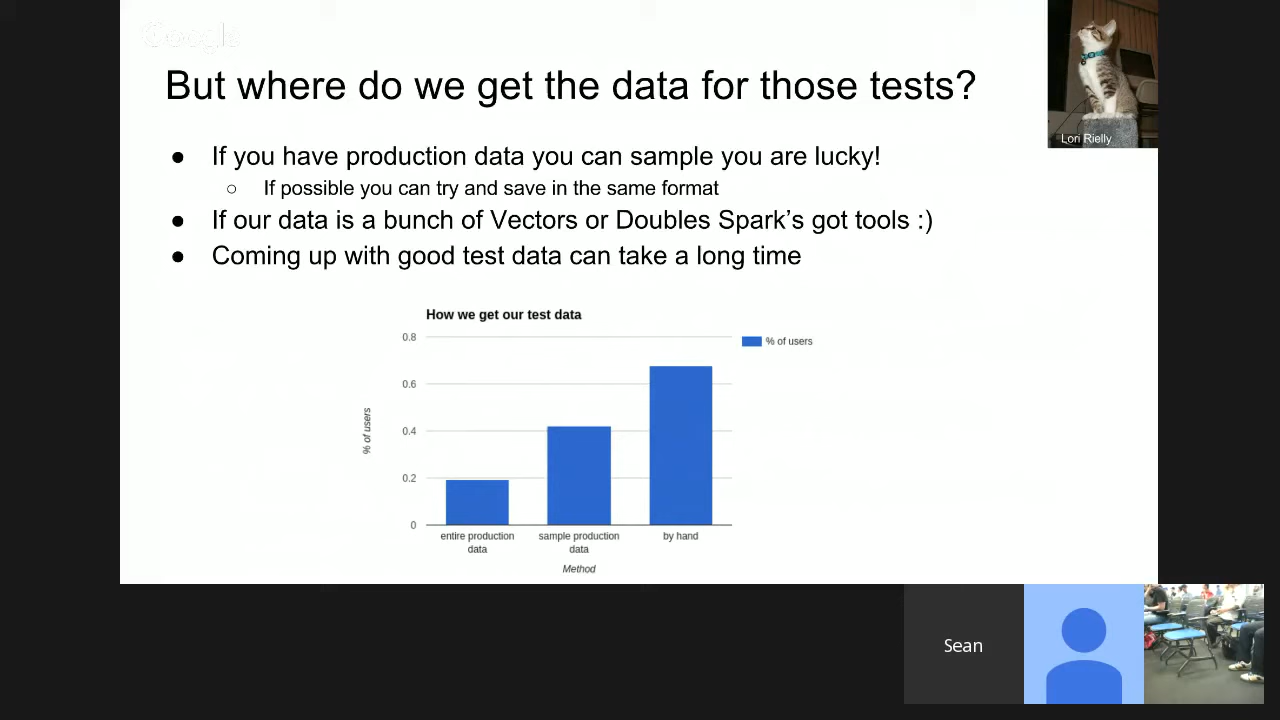 Google
But where do we get the data for those tests?
Lori Rielly
● If you have production data you can sample you are lucky!
○ If possible you can try and save in the same format
● If our data is a bunch of Vectors or Doubles Spark's got tools :)
● Coming up with good test data can take a long time
How we get our test data
% of users
% of users
0.8
0.6
0.4
0.2
0
entire production
data
sample production
data
by hand
Method
Sean